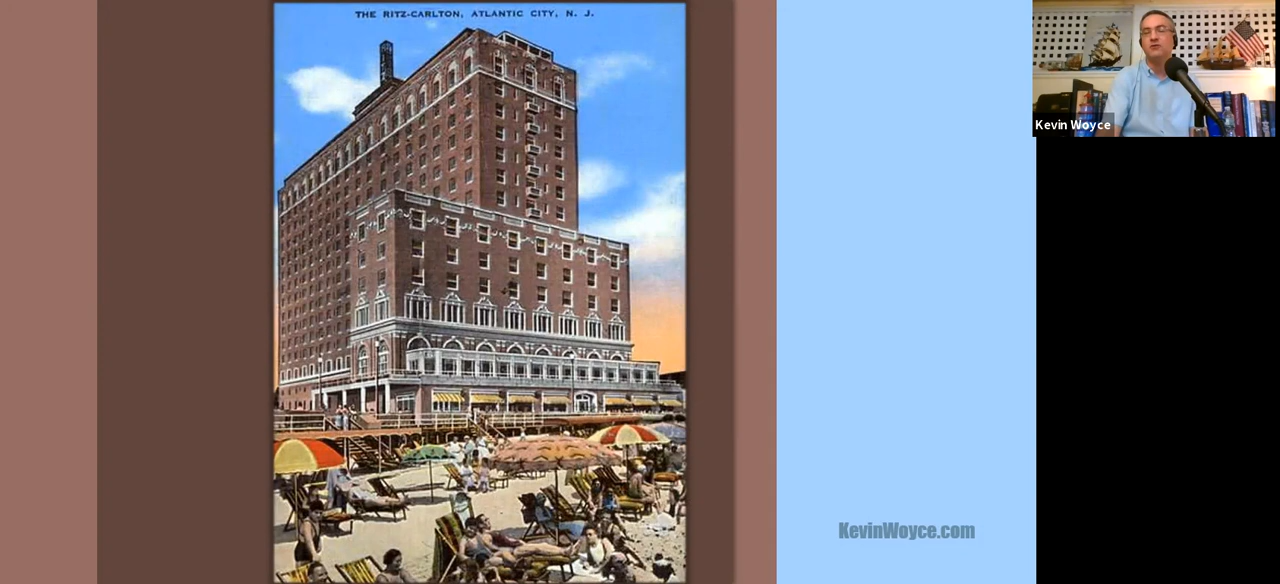 THE RITZ-CARLTON, ATLANTIC CITY, N. J.
Kevin Woyce
KevinWoyce.com